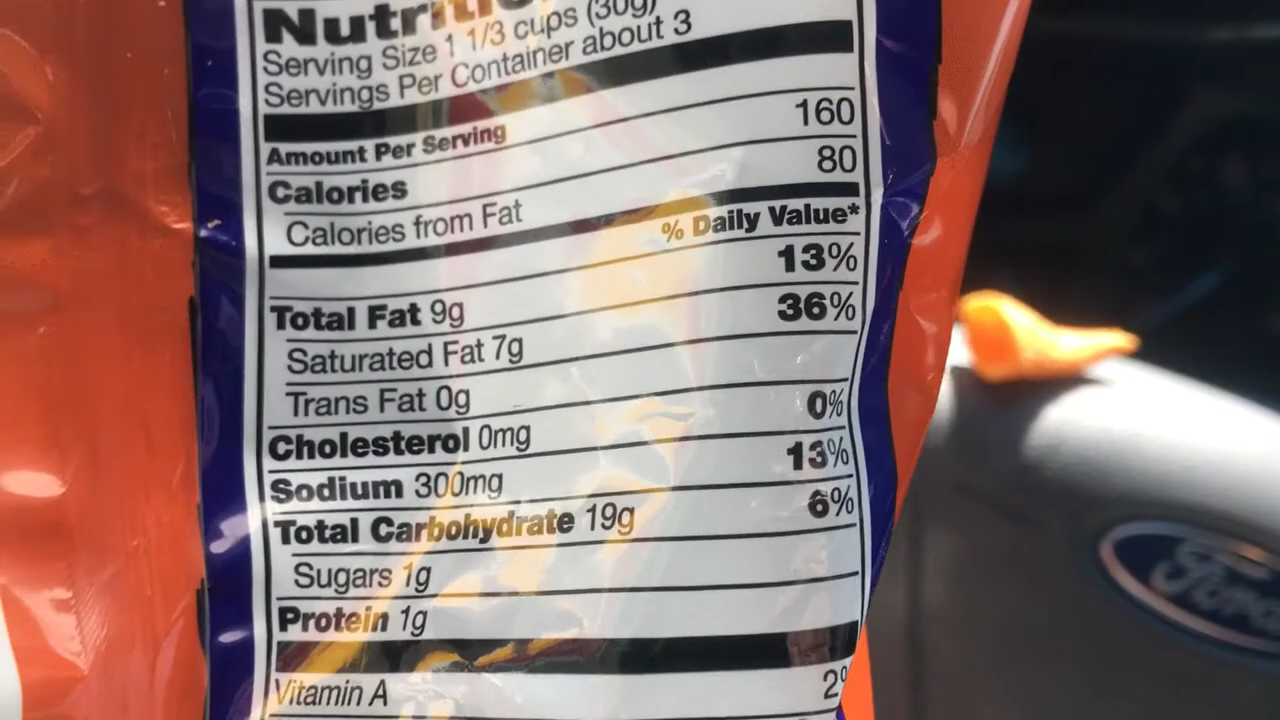 Nutrition
Serving Size 1 1/3 cups (30g)
Servings Per Container about 3
Amount Per Serving
Calories 160
Calories from Fat 80
% Daily Value*
Total Fat 9g 13%
Saturated Fat 7g 36%
Trans Fat 0g
Cholesterol 0mg 0%
Sodium 300mg 13%
Total Carbohydrate 19g 6%
Sugars 1g
Protein 1g
Vitamin A 2%
Ford